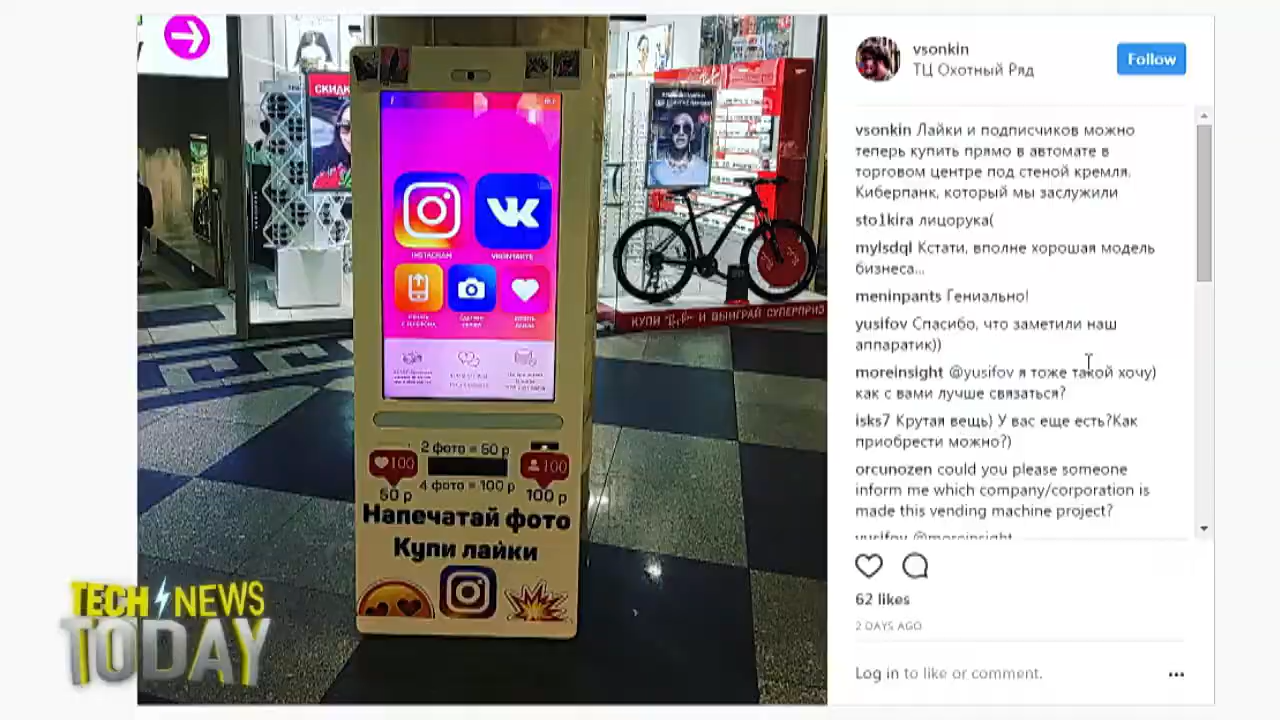 СКИДК
INSTAGRAM
VKONTAKTE
КУПИ
И ВЫИГРАЙ СУПЕРПРИЗ
2 фото = 50 р
100
100
4 фото = 100 р
50 р
100 р
Напечатай фото
Купи лайки
TECH NEWS
TODAY
vsonkin
ТЦ Охотный Ряд
Follow
vsonkin Лайки и подписчиков можно
теперь купить прямо в автомате в
торговом центре под стеной кремля.
Киберпанк, который мы заслужили
sto1kira лицорука(
mylsdql Кстати, вполне хорошая модель
бизнеса...
meninpants Гениально!
yusifov Спасибо, что заметили наш
аппаратик))
moreinsight @yusifov я тоже такой хочу)
как с вами лучше связаться?
isks7 Крутая вещь) У вас еще есть?Как
приобрести можно?)
orcunozen could you please someone
inform me which company/corporation is
made this vending machine project?
yusifov @moreinsight
62 likes
2 DAYS AGO
Log in to like or comment.